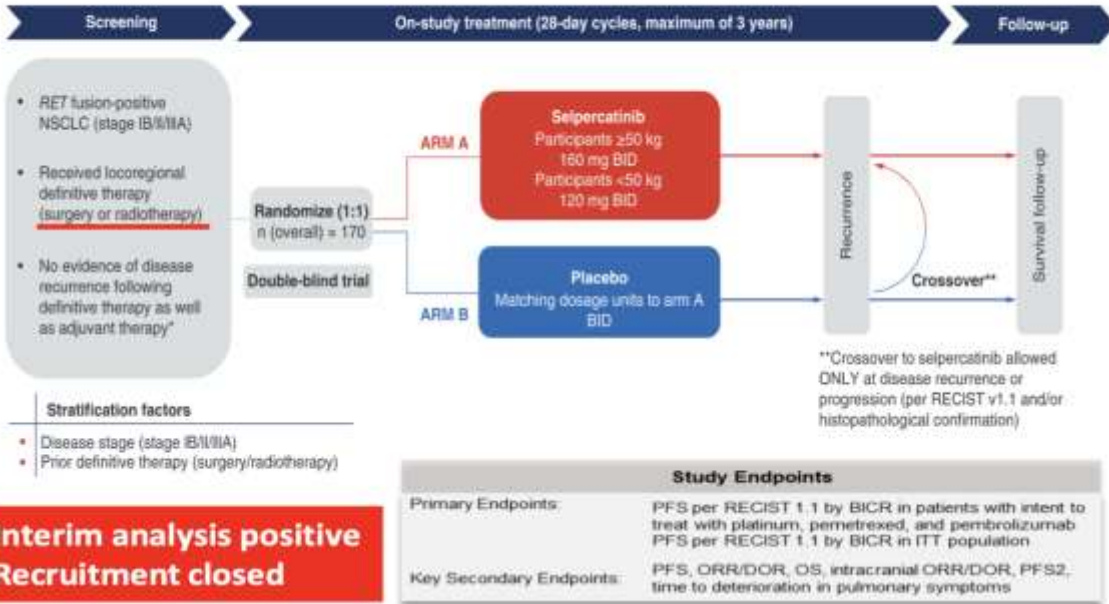 Screening
On-study treatment (28-day cycles, maximum of 3 years)
Follow-up
• RET fusion-positive
NSCLC (stage IB/II/IIIA)
• Received locoregional
definitive therapy
(surgery or radiotherapy)
• No evidence of disease
recurrence following
definitive therapy as well
as adjuvant therapy*
Randomize (1:1)
n (overall) = 170
Double-blind trial
ARM A
Selpercatinib
Participants ≥50 kg
160 mg BID
Participants <50 kg
120 mg BID
ARM B
Placebo
Matching dosage units to arm A
BID
Recurrence
Crossover**
Survival follow-up
**Crossover to selpercatinib allowed
ONLY at disease recurrence or
progression (per RECIST v1.1 and/or
histopathological confirmation)
Stratification factors
• Disease stage (stage IB/II/IIIA)
• Prior definitive therapy (surgery/radiotherapy)
Interim analysis positive
Recruitment closed
Study Endpoints
Primary Endpoints:
PFS per RECIST 1.1 by BICR in patients with intent to
treat with platinum, pemetrexed, and pembrolizumab
PFS per RECIST 1.1 by BICR in ITT population
Key Secondary Endpoints:
PFS, ORR/DOR, OS, intracranial ORR/DOR, PFS2,
time to deterioration in pulmonary symptoms